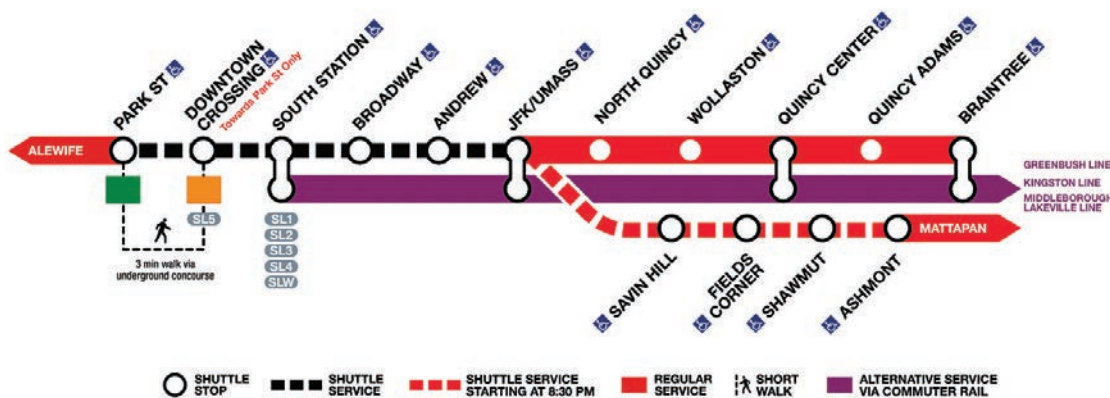 PARK ST
DOWNTOWN
CROSSING
Towards Park St Only
SOUTH STATION
BROADWAY
ANDREW
JFK/UMASS
NORTH QUINCY
WOLLASTON
QUINCY CENTER
QUINCY ADAMS
BRAINTREE
ALEWIFE
GREENBUSH LINE
KINGSTON LINE
MIDDLEBOROUGH
LAKEVILLE LINE
SL5
SL1
SL2
SL3
SL4
SLW
3 min walk via
underground concourse
MATTAPAN
SAVIN HILL
FIELDS
CORNER
SHAWMUT
ASHMONT
SHUTTLE
STOP
SHUTTLE
SERVICE
SHUTTLE SERVICE
STARTING AT 8:30 PM
REGULAR
SERVICE
SHORT
WALK
ALTERNATIVE SERVICE
VIA COMMUTER RAIL